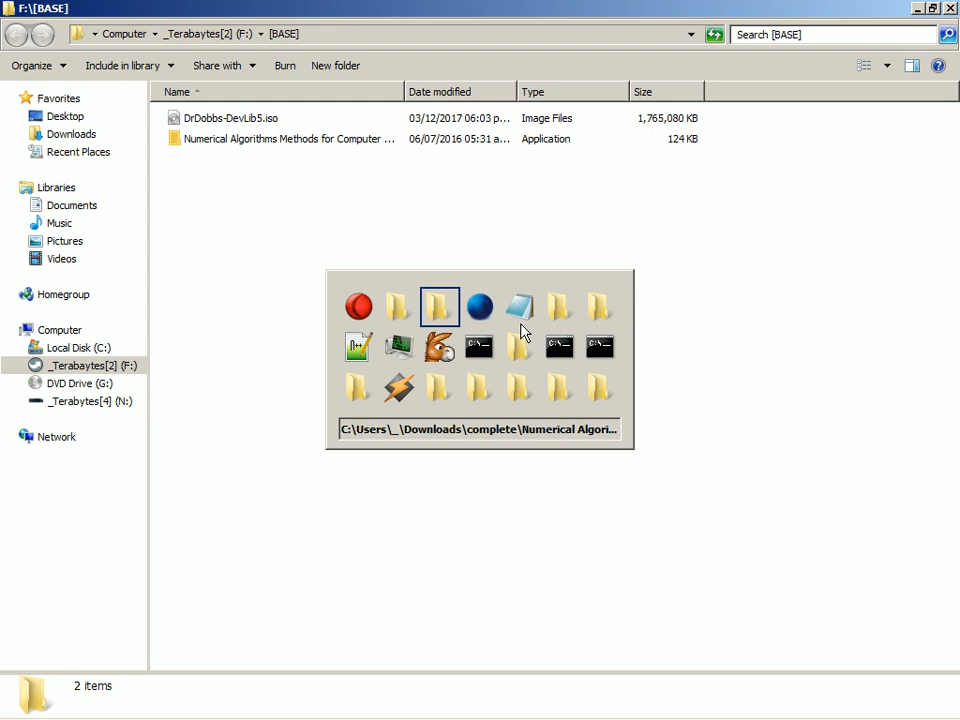 F:\[BASE]
Computer _Terabaytes[2] (F:) [BASE]
Search [BASE]
Organize Include in library Share with Burn New folder
Name Date modified Type Size
DrDobbs-DevLib5.iso 03/12/2017 06:03 p... Image Files 1,765,080 KB
Numerical Algorithms Methods for Computer ... 06/07/2016 05:31 a... Application 124 KB
Favorites
Desktop
Downloads
Recent Places
Libraries
Documents
Music
Pictures
Videos
Homegroup
Computer
Local Disk (C:)
_Terabaytes[2] (F:)
DVD Drive (G:)
_Terabytes[4] (N:)
Network
C:\_
C:\_
C:\_
C:\Users\_\Downloads\complete\Numerical Algori...
2 items